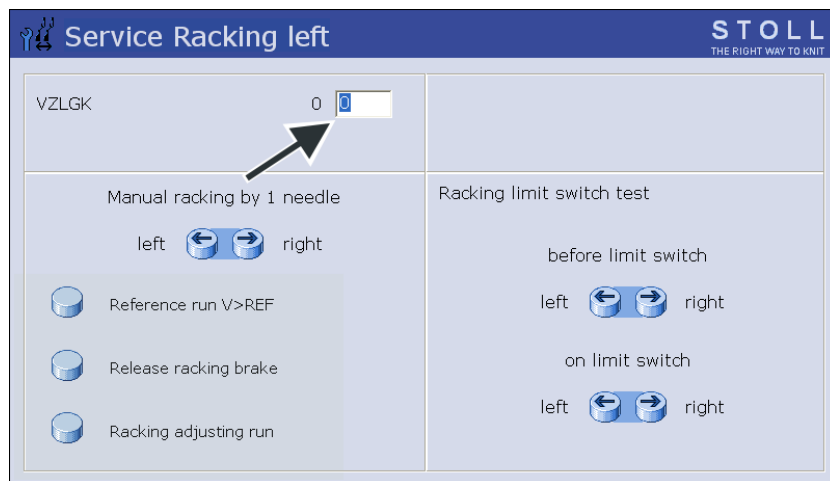 Service Racking left
STOLL
THE RIGHT WAY TO KNIT
VZLGK 0 0
Manual racking by 1 needle
left right
Reference run V>REF
Release racking brake
Racking adjusting run
Racking limit switch test
before limit switch
left right
on limit switch
left right